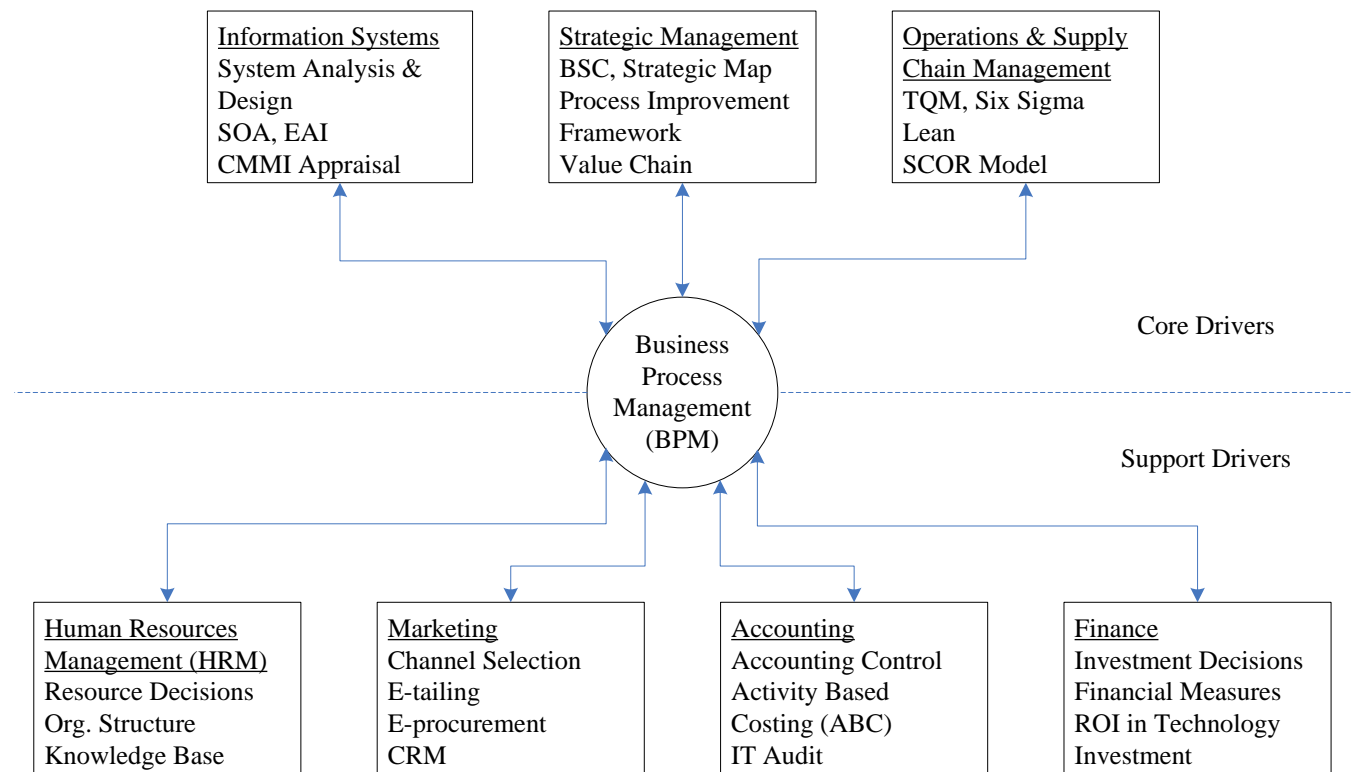 Information Systems
System Analysis &
Design
SOA, EAI
CMMI Appraisal
Strategic Management
BSC, Strategic Map
Process Improvement
Framework
Value Chain
Operations & Supply
Chain Management
TQM, Six Sigma
Lean
SCOR Model
Business
Process
Management
(BPM)
Core Drivers
Support Drivers
Human Resources
Management (HRM)
Resource Decisions
Org. Structure
Knowledge Base
Marketing
Channel Selection
E-tailing
E-procurement
CRM
Accounting
Accounting Control
Activity Based
Costing (ABC)
IT Audit
Finance
Investment Decisions
Financial Measures
ROI in Technology
Investment